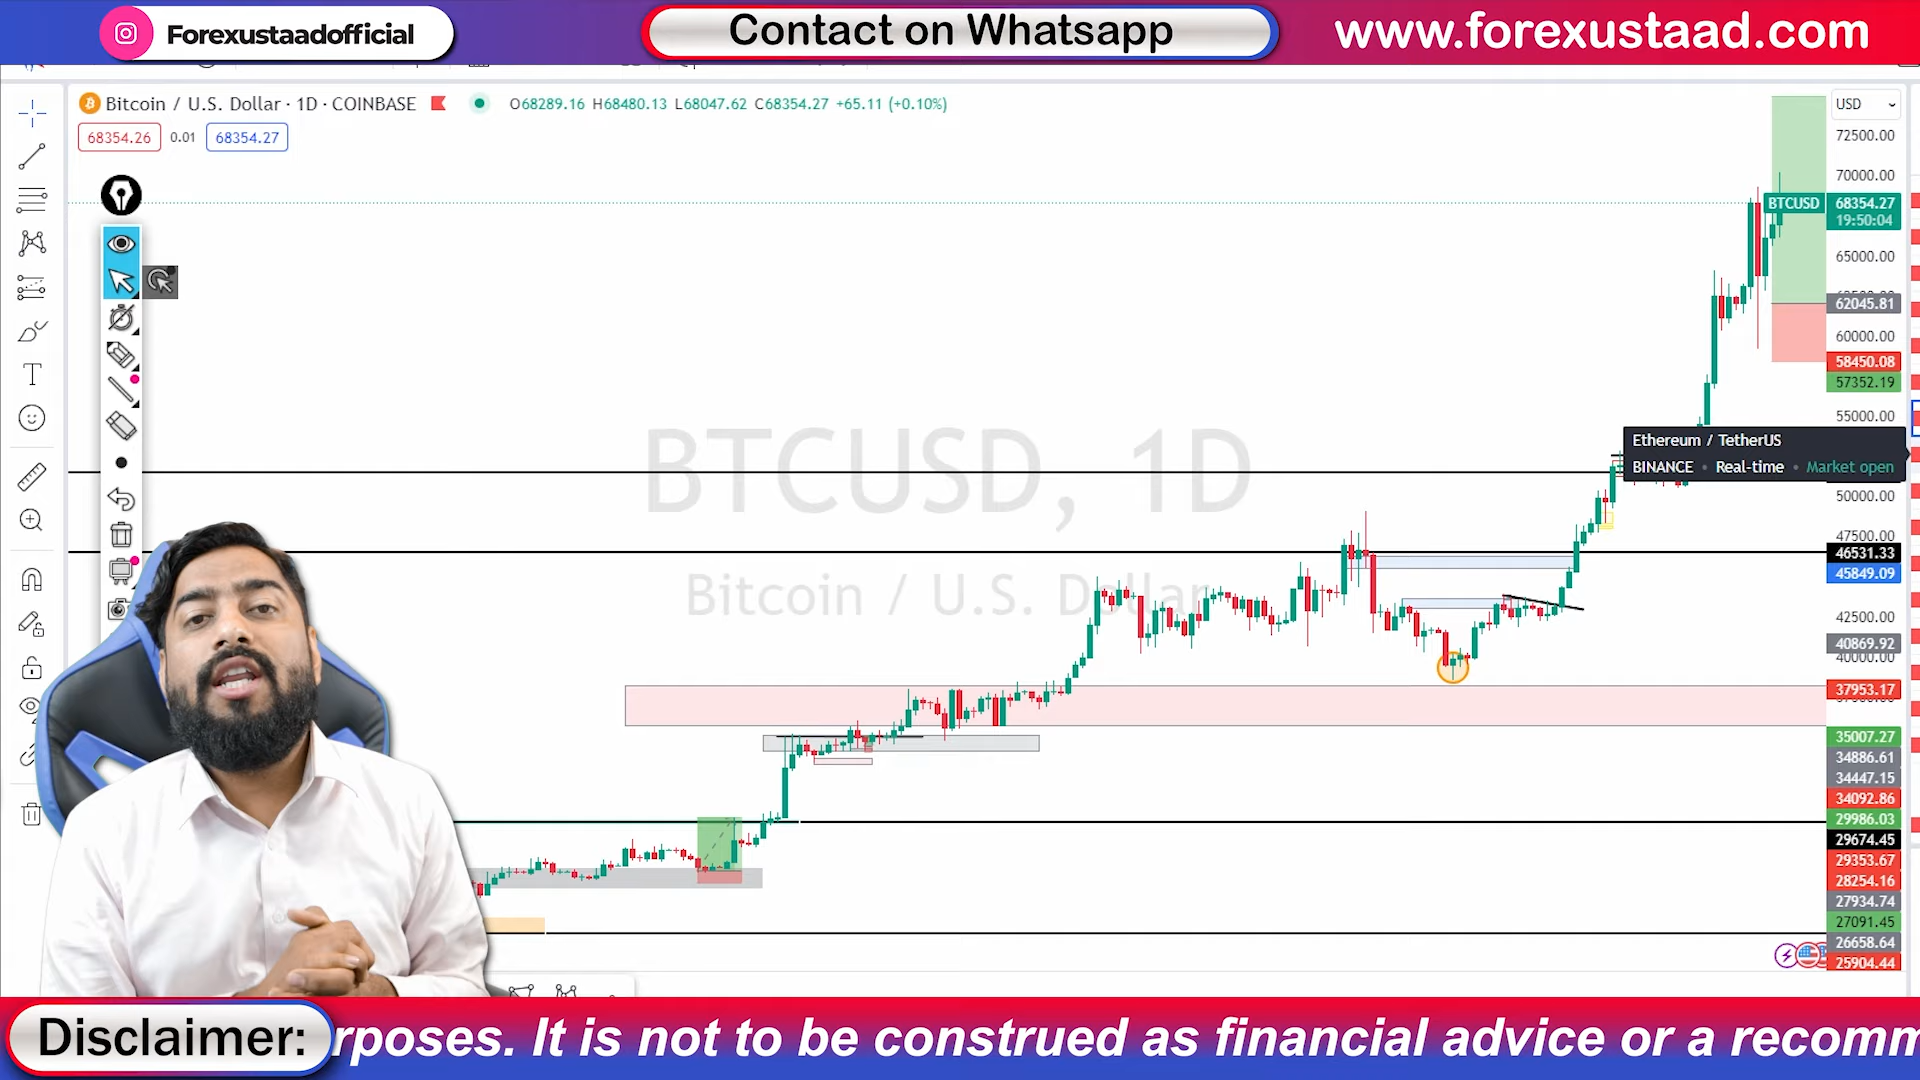 Forexustaadofficial
Contact on Whatsapp
www.forexustaad.com
Bitcoin / U.S. Dollar · 1D · COINBASE
O68289.16 H68480.13 L68047.62 C68354.27 +65.11 (+0.10%)
USD
68354.26 0.01 68354.27
72500.00
70000.00
BTCUSD 68354.27
19:50:04
65000.00
62045.81
60000.00
58450.08
57352.19
55000.00
Ethereum / TetherUS
BINANCE • Real-time • Market open
50000.00
47500.00
46531.33
45849.09
42500.00
40869.92
40000.00
37953.17
35007.27
34886.61
34447.15
34092.86
29986.03
29674.45
29353.67
28254.16
27934.74
27091.45
26658.64
25904.44
BTCUSD, 1D
Bitcoin / U.S. Dollar
Disclaimer: rposes. It is not to be construed as financial advice or a recomm